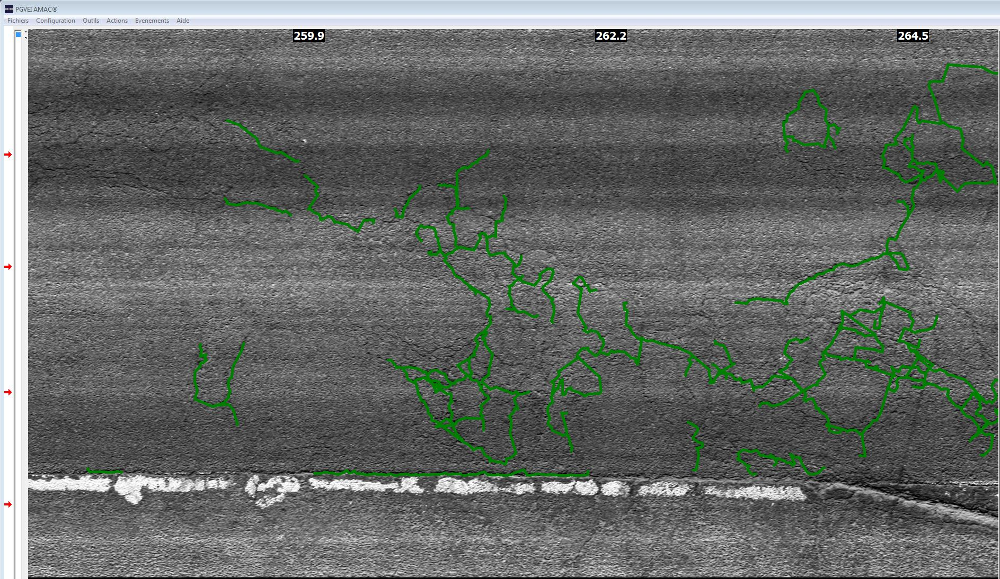 PGVEI AMAC®
Fichiers Configuration Outils Actions Evenements Aide
259.9 262.2 264.5